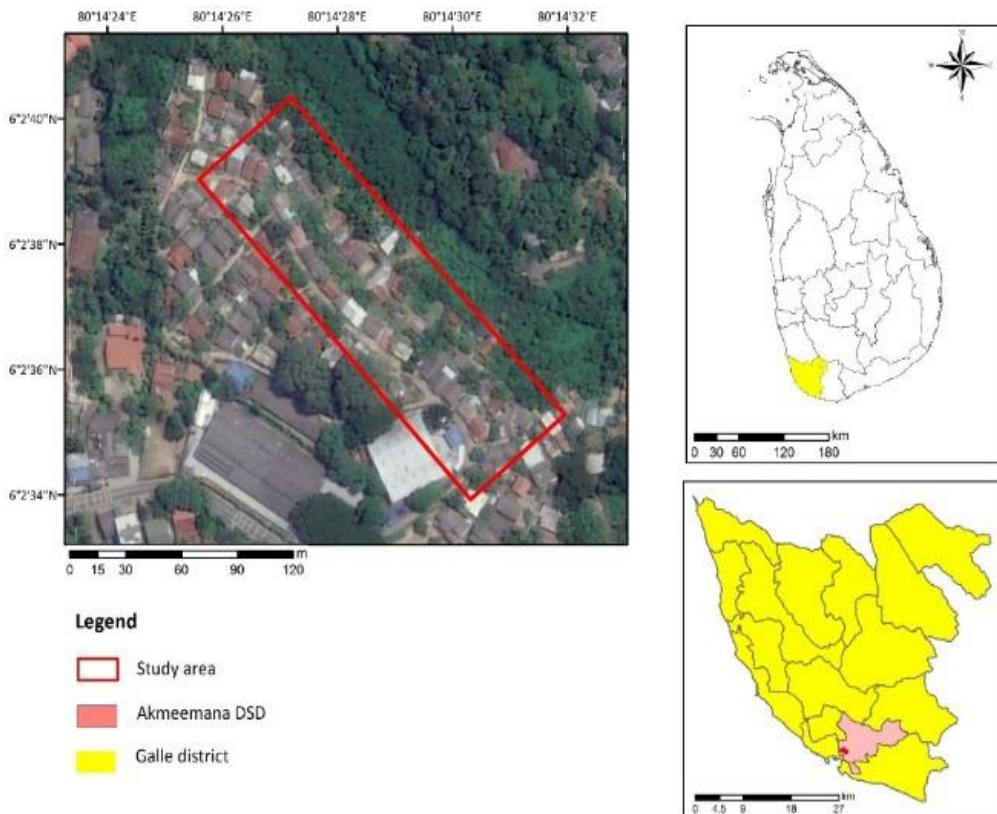 80°14'24"E 80°14'26"E 80°14'28"E 80°14'30"E 80°14'32"E
6°2'40"N
6°2'38"N
6°2'36"N
6°2'34"N
m
0 15 30 60 90 120
Legend
Study area
Akmeemana DSD
Galle district
N
W E
S
km
0 30 60 120 180
km
0 4.5 9 18 27